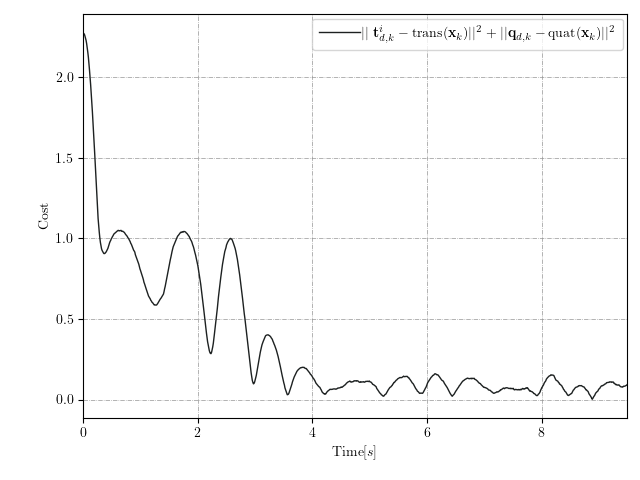 || t^i_{d,k} − trans(x_k)||² + ||q_{d,k} − quat(x_k)||²
2.0
1.5
1.0
0.5
0.0
Cost
0 2 4 6 8
Time[s]